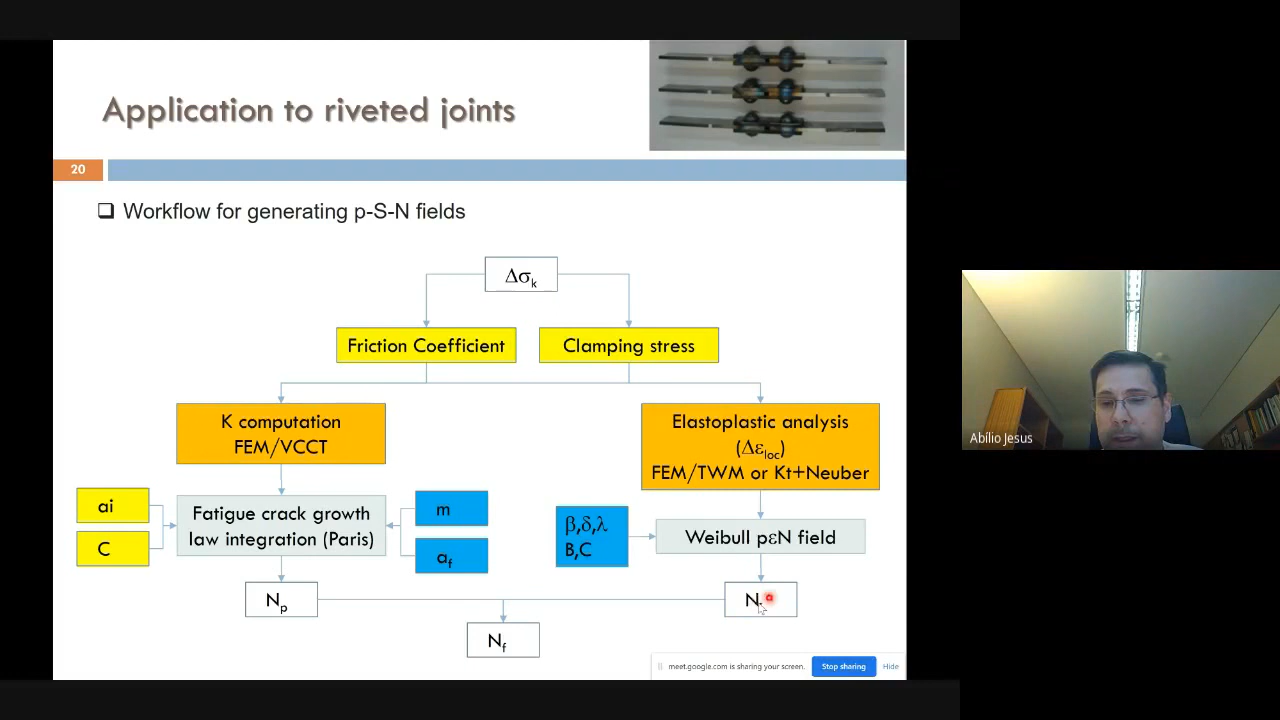 Application to riveted joints
20
❑ Workflow for generating p-S-N fields
Δσk
Friction Coefficient
Clamping stress
K computation
FEM/VCCT
Elastoplastic analysis
(Δεloc)
FEM/TWM or Kt+Neuber
ai
C
Fatigue crack growth
law integration (Paris)
m
af
β,δ,λ
B,C
Weibull pεN field
Np
N
Nf
meet.google.com is sharing your screen.
Stop sharing
Hide
Abílio Jesus